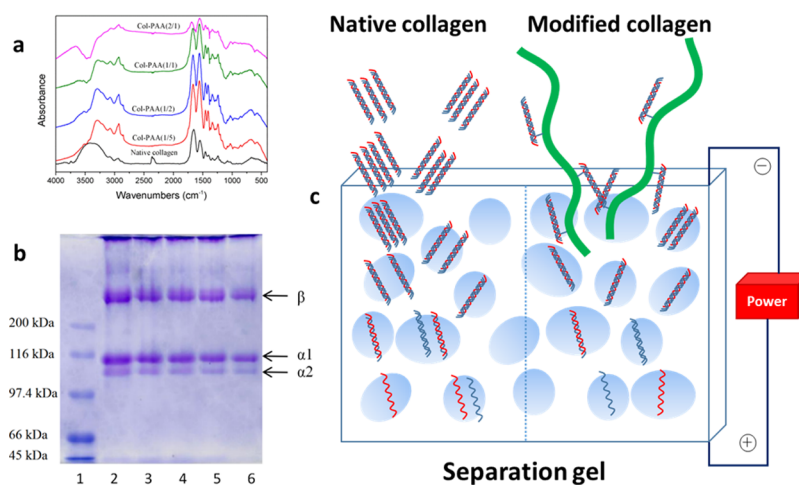 a
Absorbance
Col-PAA(2/1)
Col-PAA(1/1)
Col-PAA(1/2)
Col-PAA(1/5)
Native collagen
4000 3500 3000 2500 2000 1500 1000 500
Wavenumbers (cm⁻¹)
b
200 kDa
116 kDa
97.4 kDa
66 kDa
45 kDa
β
α1
α2
1 2 3 4 5 6
Native collagen Modified collagen
c
−
Power
+
Separation gel